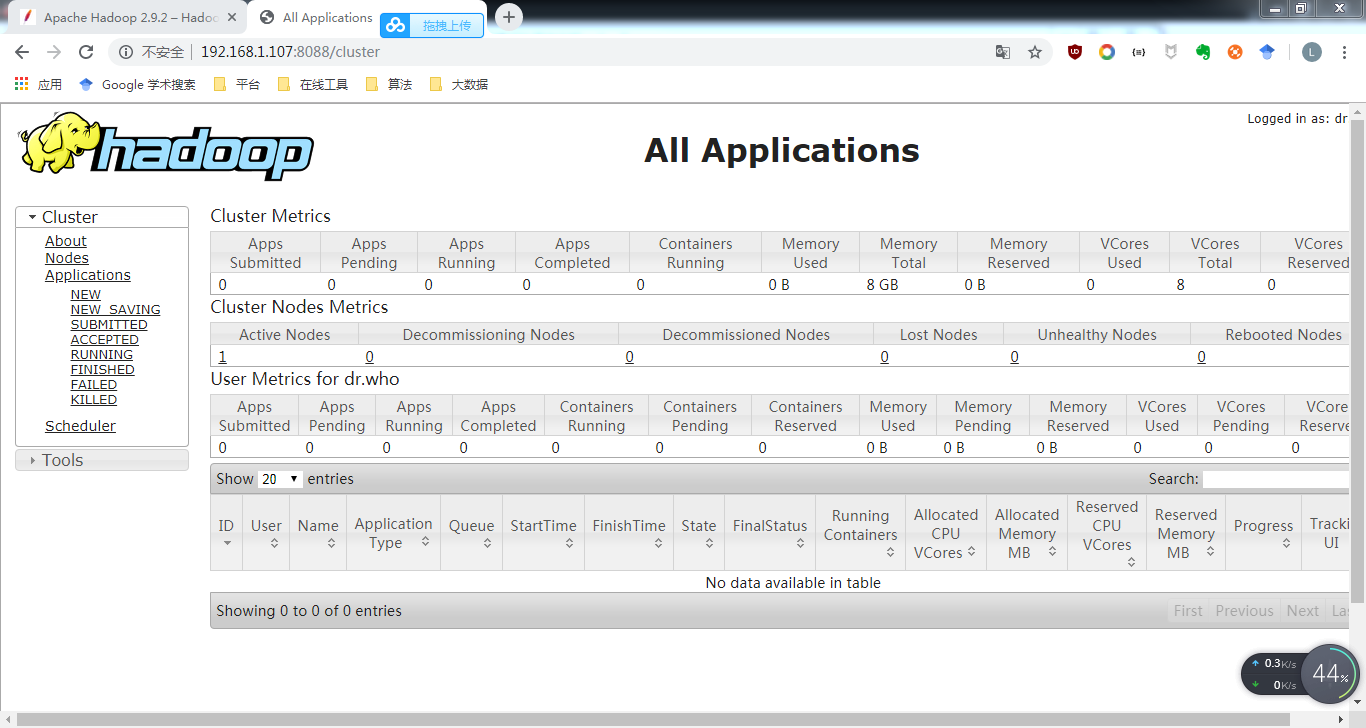 Apache Hadoop 2.9.2 – Hadoo
All Applications
拖拽上传
不安全 192.168.1.107:8088/cluster
L
应用 Google 学术搜索 平台 在线工具 算法 大数据
hadoop
All Applications
Logged in as: dr
Cluster
About
Nodes
Applications
NEW
NEW_SAVING
SUBMITTED
ACCEPTED
RUNNING
FINISHED
FAILED
KILLED
Scheduler
Tools
Cluster Metrics
Apps Submitted Apps Pending Apps Running Apps Completed Containers Running Memory Used Memory Total Memory Reserved VCores Used VCores Total VCores Reserved
0 0 0 0 0 0 B 8 GB 0 B 0 8 0
Cluster Nodes Metrics
Active Nodes Decommissioning Nodes Decommissioned Nodes Lost Nodes Unhealthy Nodes Rebooted Nodes
1 0 0 0 0 0
User Metrics for dr.who
Apps Submitted Apps Pending Apps Running Apps Completed Containers Running Containers Pending Containers Reserved Memory Used Memory Pending Memory Reserved VCores Used VCores Pending VCore Reserve
0 0 0 0 0 0 0 0 B 0 B 0 B 0 0 0
Show 20 entries Search:
ID User Name Application Type Queue StartTime FinishTime State FinalStatus Running Containers Allocated CPU VCores Allocated Memory MB Reserved CPU VCores Reserved Memory MB Progress Tracki UI
No data available in table
Showing 0 to 0 of 0 entries First Previous Next Las
0.3K/s
0K/s
44%